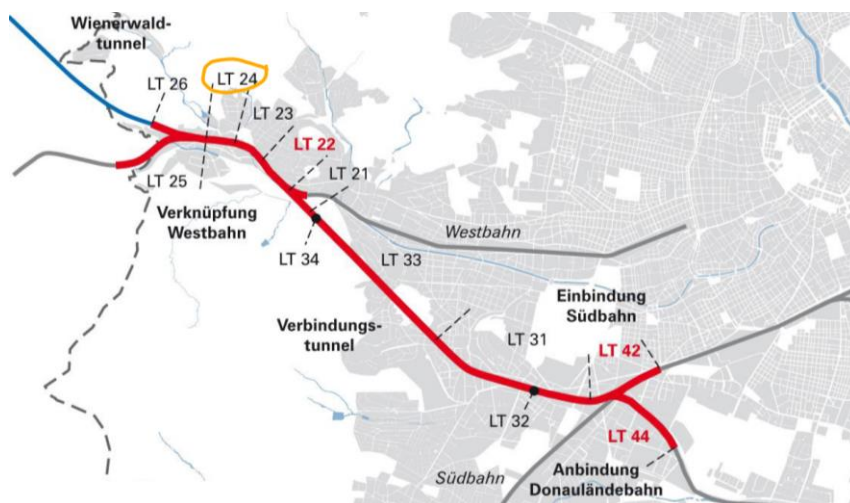 Wienerwald-
tunnel
LT 26
LT 24
LT 23
LT 22
LT 25
LT 21
Verknüpfung
Westbahn
Westbahn
LT 34
LT 33
Einbindung
Südbahn
Verbindungs-
tunnel
LT 31
LT 42
LT 32
LT 44
Südbahn
Anbindung
Donauländebahn